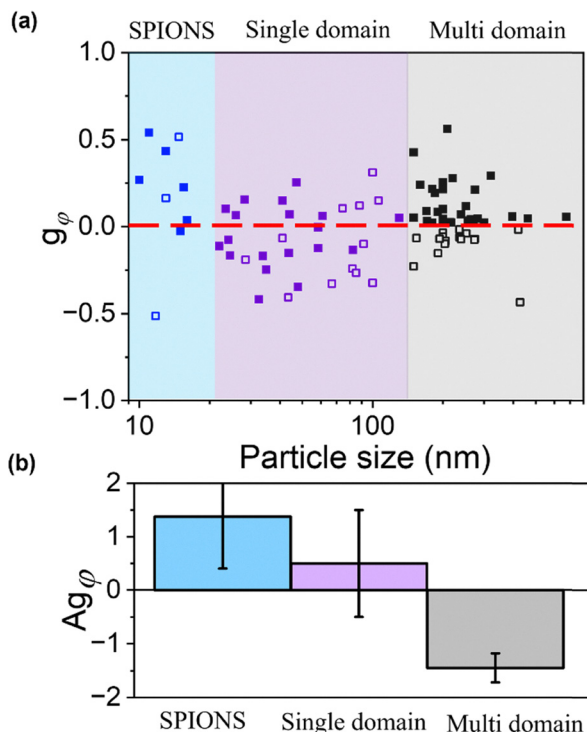 (a)
SPIONS Single domain Multi domain
1.0
0.5
0.0
−0.5
−1.0
gφ
10 100
Particle size (nm)
(b)
2
1
0
−1
−2
Agφ
SPIONS Single domain Multi domain